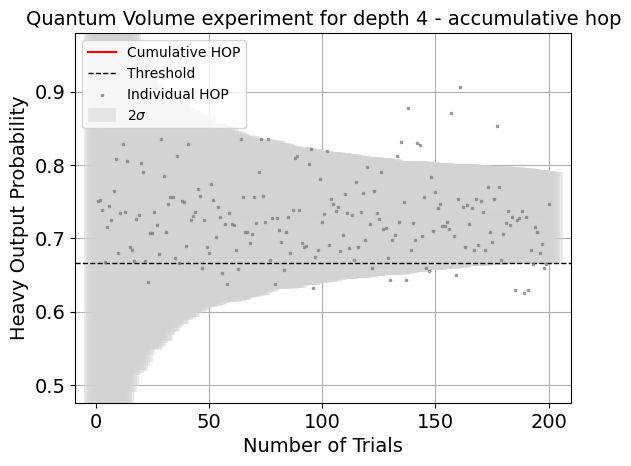 Quantum Volume experiment for depth 4 - accumulative hop
Cumulative HOP
Threshold
Individual HOP
2σ
Heavy Output Probability
0.9
0.8
0.7
0.6
0.5
0 50 100 150 200
Number of Trials